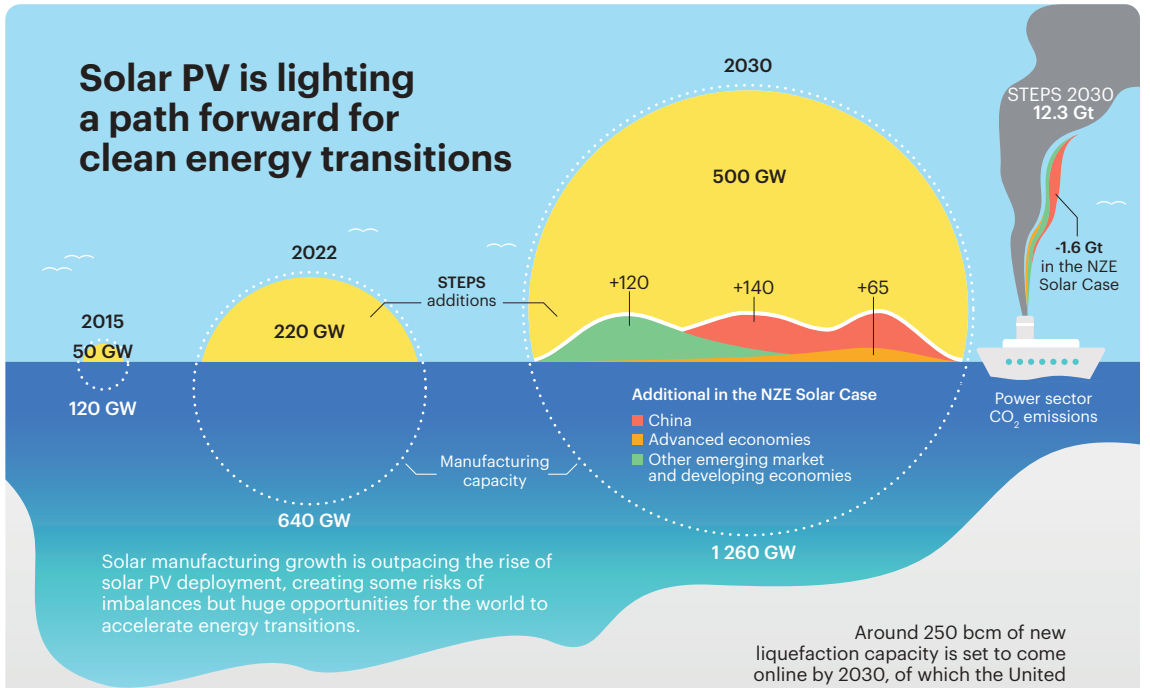 Solar PV is lighting
a path forward for
clean energy transitions
2015
50 GW
120 GW
2022
220 GW
640 GW
STEPS
additions
Manufacturing
capacity
2030
500 GW
+120
+140
+65
Additional in the NZE Solar Case
China
Advanced economies
Other emerging market
and developing economies
1 260 GW
STEPS 2030
12.3 Gt
-1.6 Gt
in the NZE
Solar Case
Power sector
CO2 emissions
Solar manufacturing growth is outpacing the rise of
solar PV deployment, creating some risks of
imbalances but huge opportunities for the world to
accelerate energy transitions.
Around 250 bcm of new
liquefaction capacity is set to come
online by 2030, of which the United